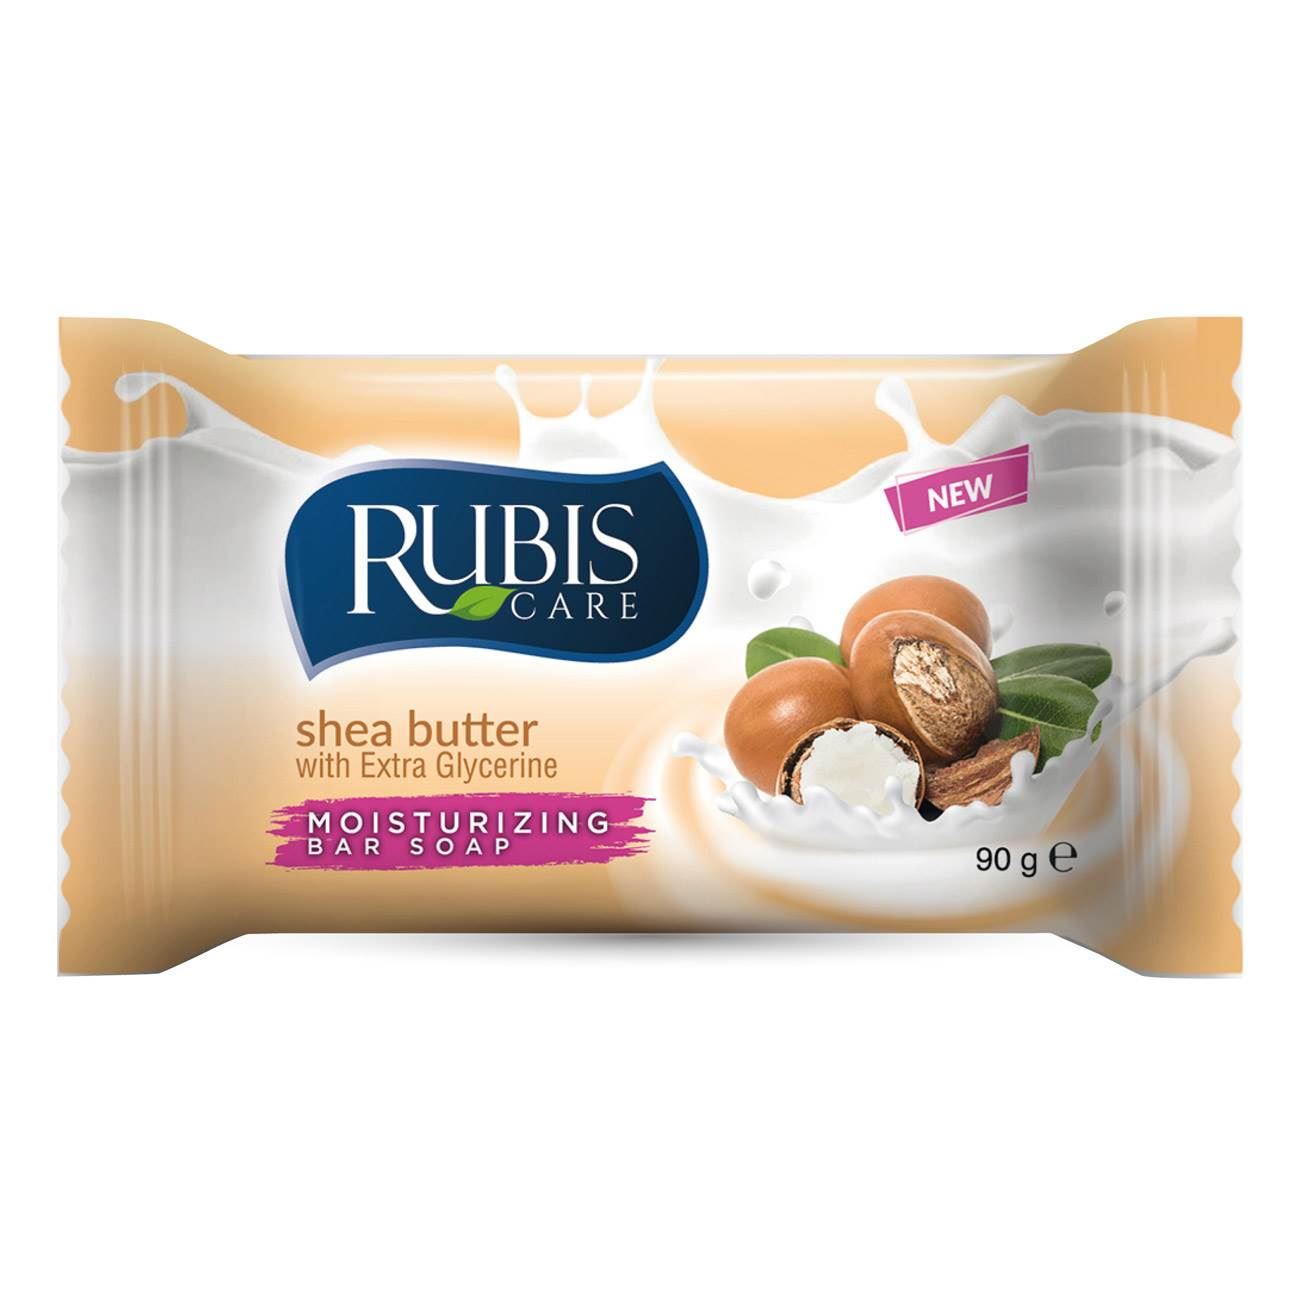 RUBIS
CARE
NEW
shea butter
with Extra Glycerine
MOISTURIZING
BAR SOAP
90 g ℮